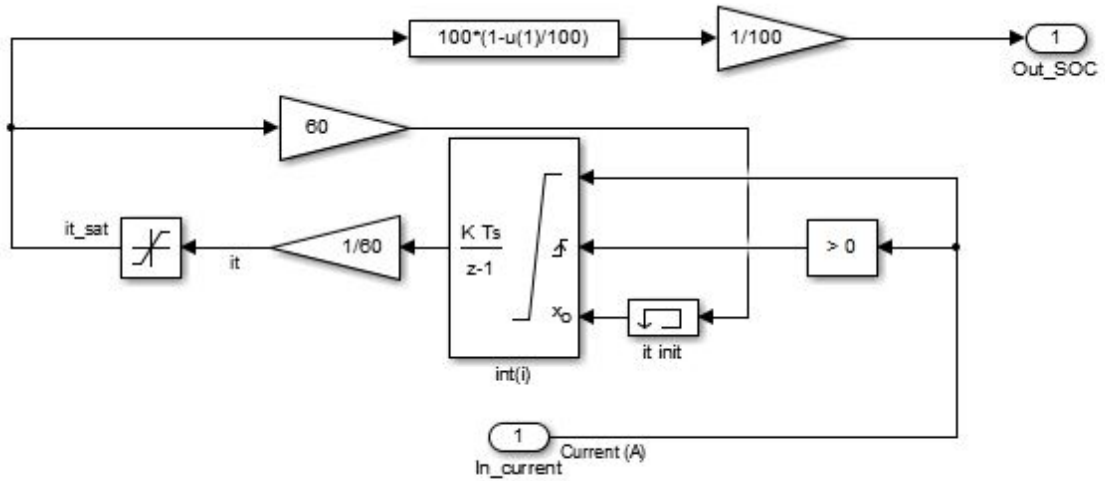 100*(1-u(1)/100)
1/100
1
Out_SOC
60
it_sat
it
1/60
K Ts
z-1
xo
> 0
it init
int(i)
1
In_current
Current (A)